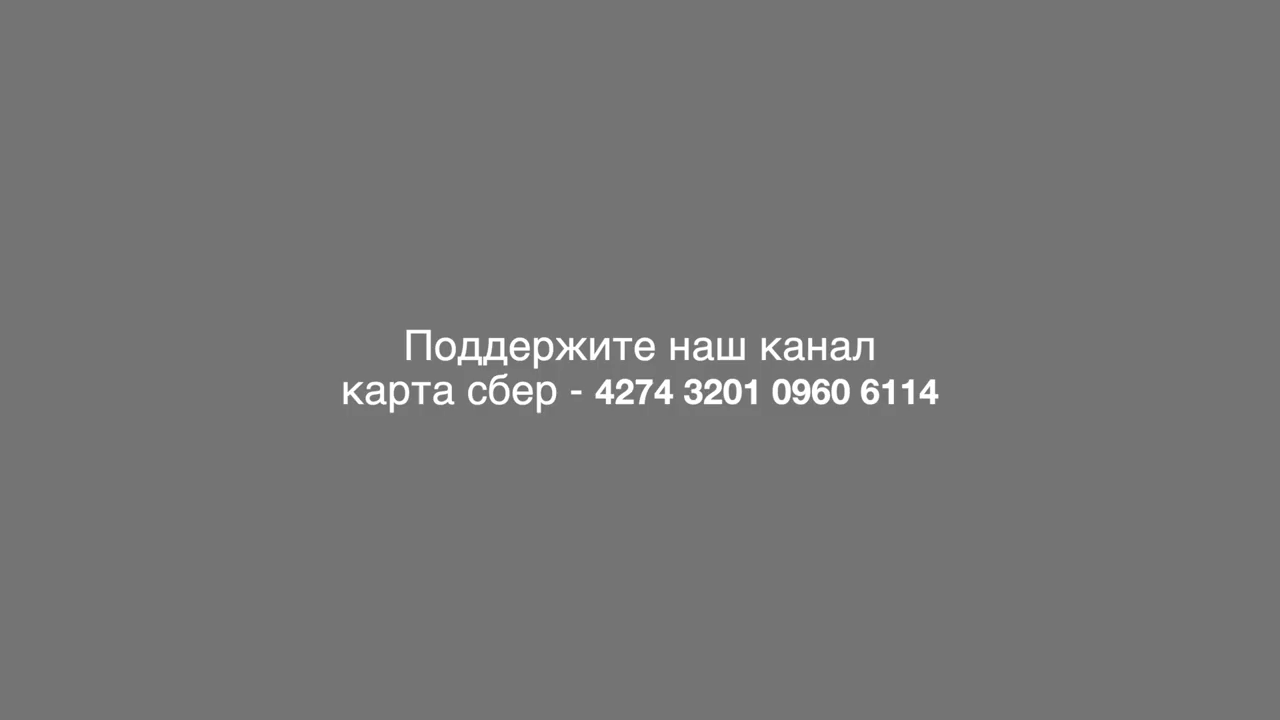 Поддержите наш канал
карта сбер - 4274 3201 0960 6114